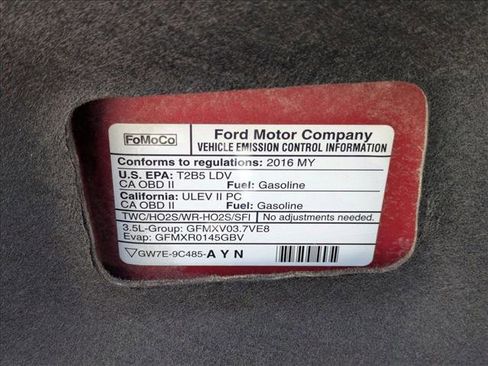 FoMoCo
Ford Motor Company
VEHICLE EMISSION CONTROL INFORMATION
Conforms to regulations: 2016 MY
U.S. EPA: T2B5 LDV
CA OBD II Fuel: Gasoline
California: ULEV II PC
CA OBD II Fuel: Gasoline
TWC/HO2S/WR-HO2S/SFI No adjustments needed.
3.5L-Group: GFMXV03.7VE8
Evap: GFMXR0145GBV
GW7E-9C485-AYN